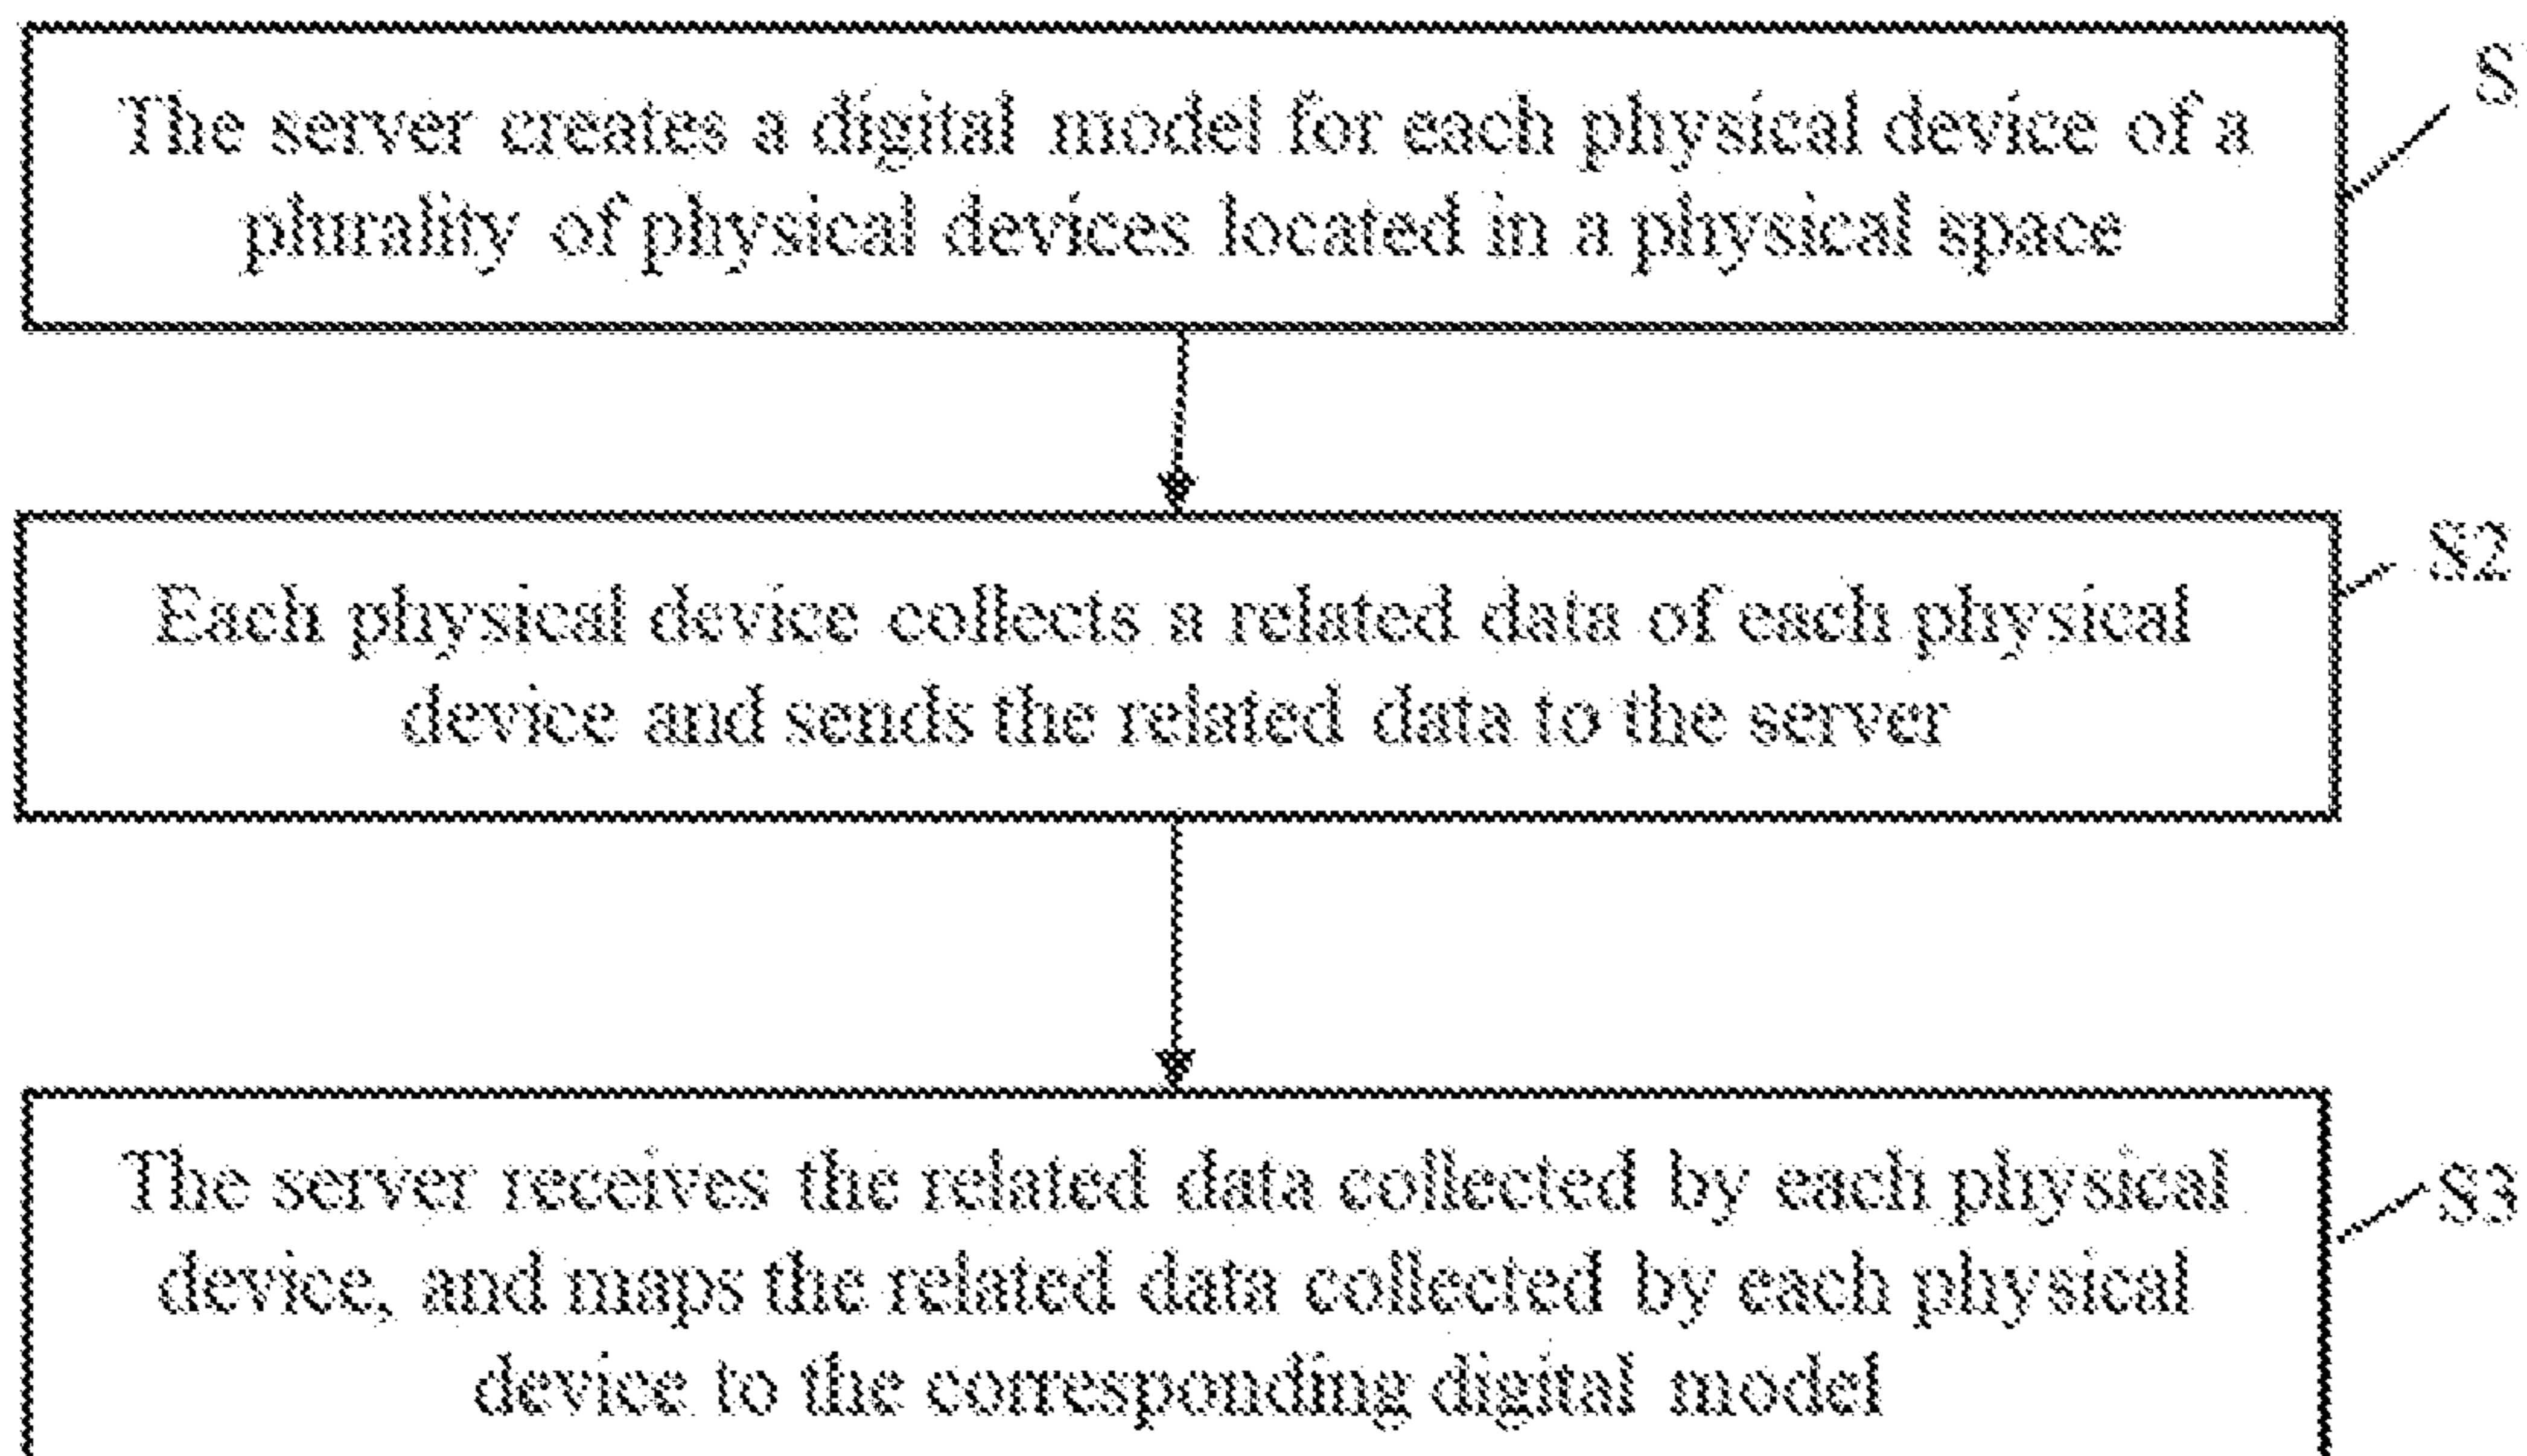 The server creates a digital model for each physical device of a
plurality of physical devices located in a physical space
S
Each physical device collects a related data of each physical
device and sends the related data to the server
S2
The server receives the related data collected by each physical
device, and maps the related data collected by each physical
device to the corresponding digital model
S3